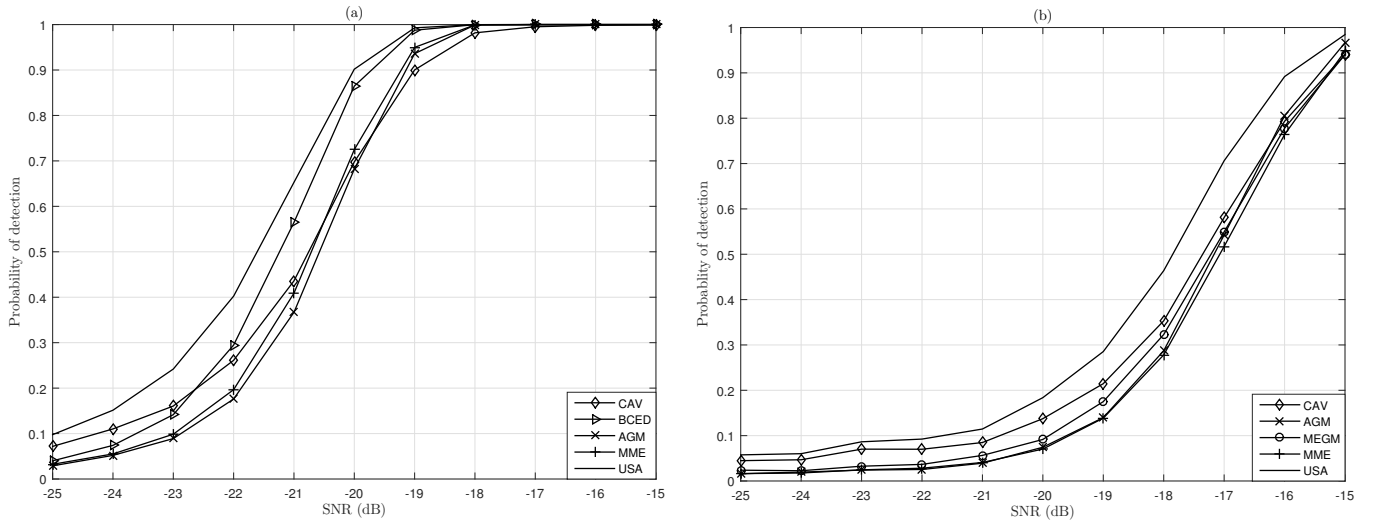 (a)
1
0.9
0.8
0.7
0.6
0.5
0.4
0.3
0.2
0.1
0
Probability of detection
CAV
BCED
AGM
MME
USA
-25 -24 -23 -22 -21 -20 -19 -18 -17 -16 -15
SNR (dB)
(b)
1
0.9
0.8
0.7
0.6
0.5
0.4
0.3
0.2
0.1
0
Probablity of detection
CAV
AGM
MEGM
MME
USA
-25 -24 -23 -22 -21 -20 -19 -18 -17 -16 -15
SNR (dB)